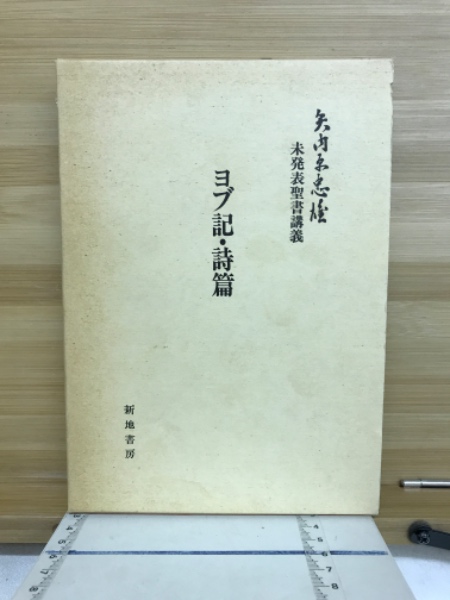 矢内原忠雄
未発表聖書講義
ヨブ記・詩篇
新地書房